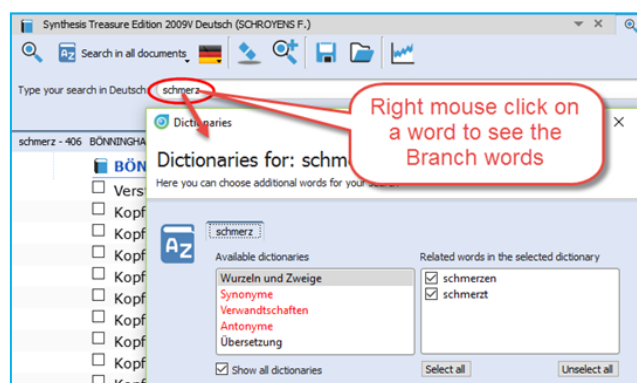 Synthesis Treasure Edition 2009V Deutsch (SCHROYENS F.)
Search in all documents
Type your search in Deutsch
schmerz
Right mouse click on
a word to see the
Branch words
Dictionaries
schmerz - 406 BÖNNINGHA
BÖN
Dictionaries for: schm
Here you can choose additional words for your
Vers
Kopf
Kopf
Kopf
Kopf
Kopf
Kopf
Kopf
Kopf
AZ
schmerz
Available dictionaries
Related words in the selected dictionary
Wurzeln und Zweige
Synonyme
Verwandtschaften
Antonyme
Übersetzung
schmerzen
schmerzt
Show all dictionaries
Select all
Unselect all